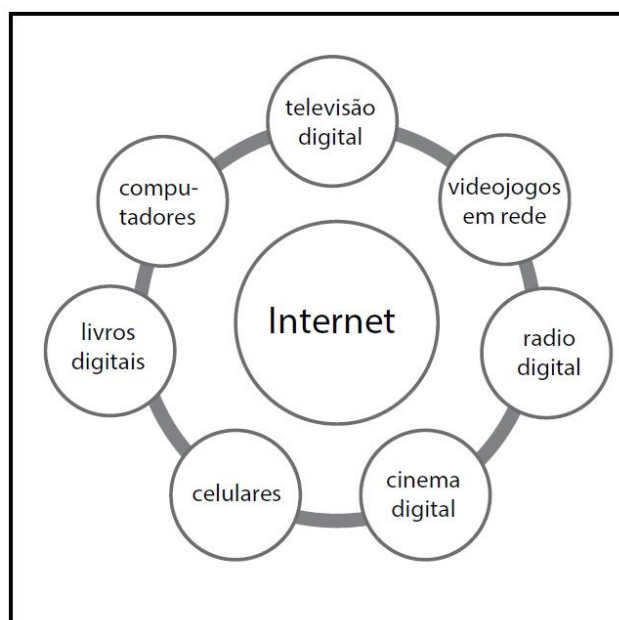 televisão
digital
videojogos
em rede
radio
digital
cinema
digital
celulares
livros
digitais
compu-
tadores
Internet